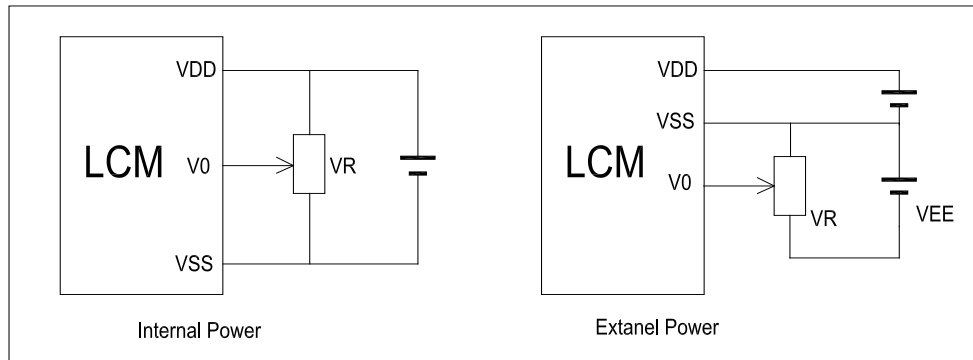 VDD
LCM
V0
VR
VSS
Internal Power
VDD
VSS
LCM
V0
VR
VEE
Extanel Power